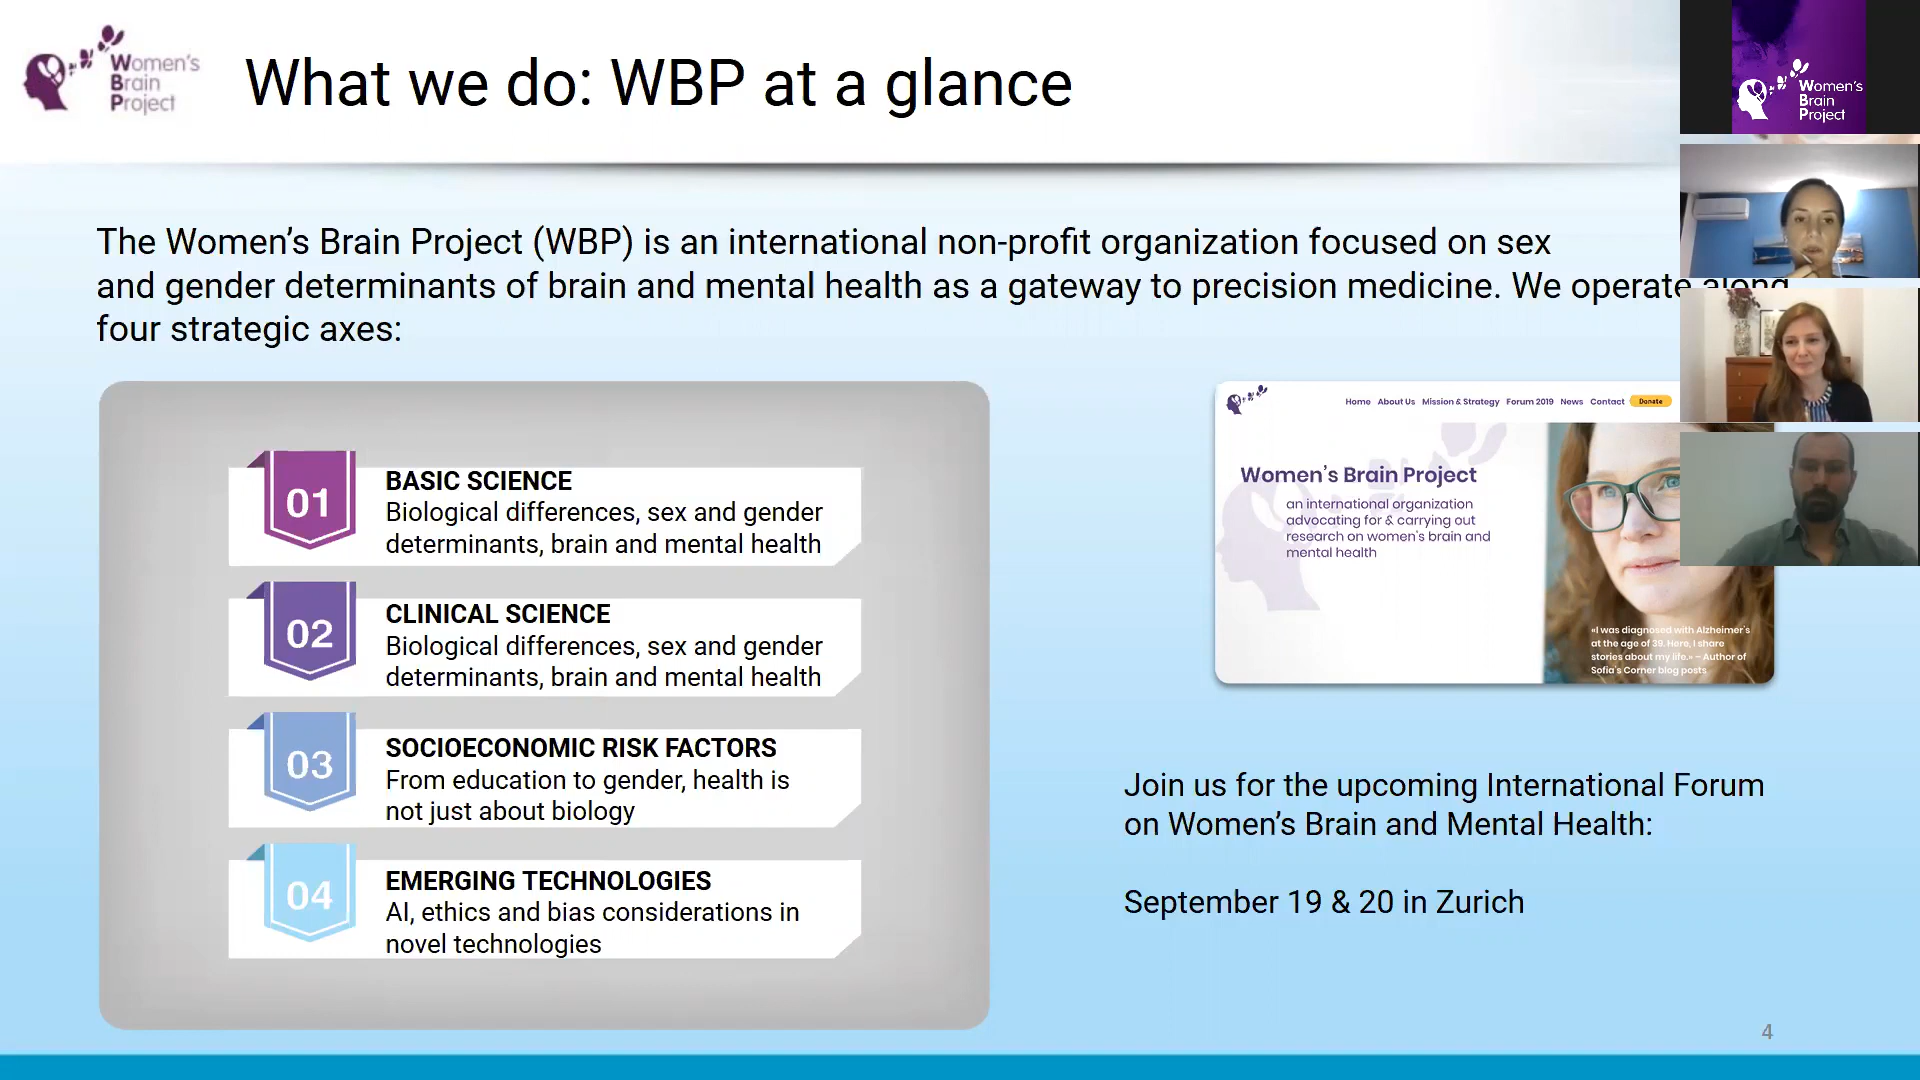 Women's
Brain
Project
What we do: WBP at a glance
Women's
Brain
Project
The Women's Brain Project (WBP) is an international non-profit organization focused on sex
and gender determinants of brain and mental health as a gateway to precision medicine. We operate along
four strategic axes:
01
BASIC SCIENCE
Biological differences, sex and gender
determinants, brain and mental health
02
CLINICAL SCIENCE
Biological differences, sex and gender
determinants, brain and mental health
03
SOCIOECONOMIC RISK FACTORS
From education to gender, health is
not just about biology
04
EMERGING TECHNOLOGIES
AI, ethics and bias considerations in
novel technologies
Home About Us Mission & Strategy Forum 2019 News Contact Donate
Women's Brain Project
an international organization
advocating for & carrying out
research on women's brain and
mental health
«I was diagnosed with Alzheimer's
at the age of 39. Here, I share
stories about my life.» – Author of
Sofia's Corner blog posts
Join us for the upcoming International Forum
on Women's Brain and Mental Health:
September 19 & 20 in Zurich
4